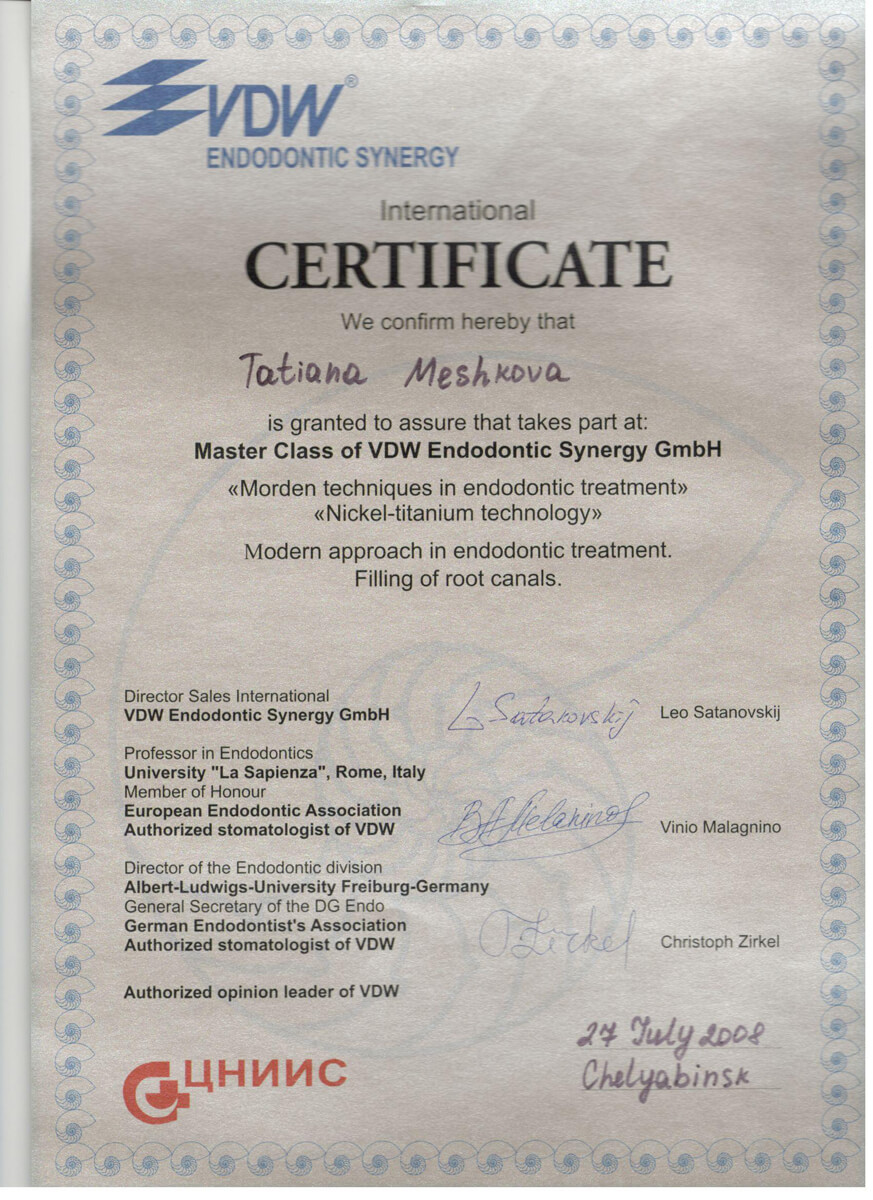 VDW®
ENDODONTIC SYNERGY
International
CERTIFICATE
We confirm hereby that
Tatiana Meshkova
is granted to assure that takes part at:
Master Class of VDW Endodontic Synergy GmbH
«Morden techniques in endodontic treatment»
«Nickel-titanium technology»
Modern approach in endodontic treatment.
Filling of root canals.
Director Sales International
VDW Endodontic Synergy GmbH
L Satanovskij
Leo Satanovskij
Professor in Endodontics
University "La Sapienza", Rome, Italy
Member of Honour
European Endodontic Association
Authorized stomatologist of VDW
Vinio Malagnino
Director of the Endodontic division
Albert-Ludwigs-University Freiburg-Germany
General Secretary of the DG Endo
German Endodontist's Association
Authorized stomatologist of VDW
Zirkel
Christoph Zirkel
Authorized opinion leader of VDW
ЦНИИС
27 July 2008
Chelyabinsk